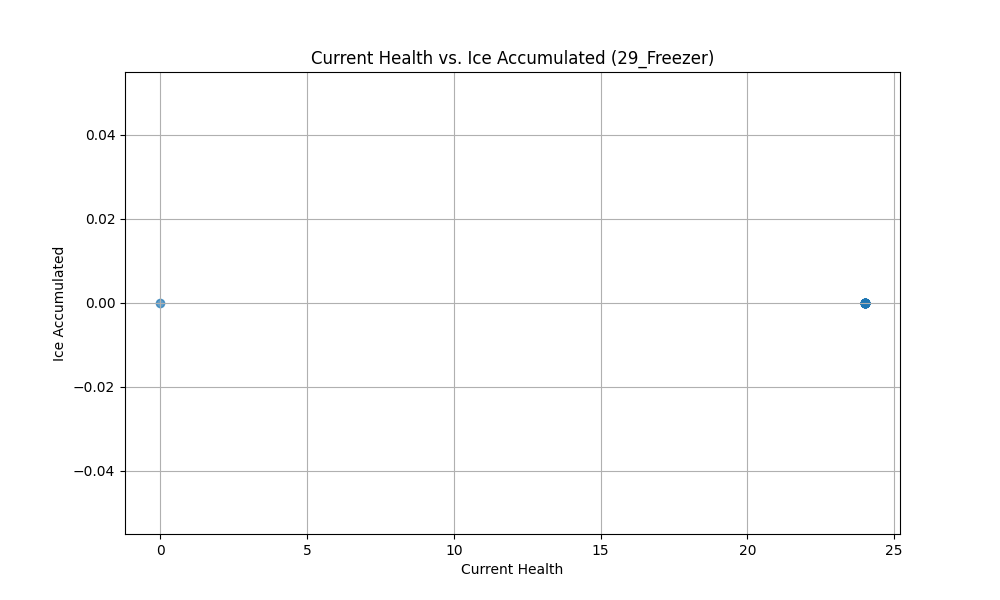 Current Health vs. Ice Accumulated (29_Freezer)
Ice Accumulated
0.04
0.02
0.00
−0.02
−0.04
0 5 10 15 20 25
Current Health